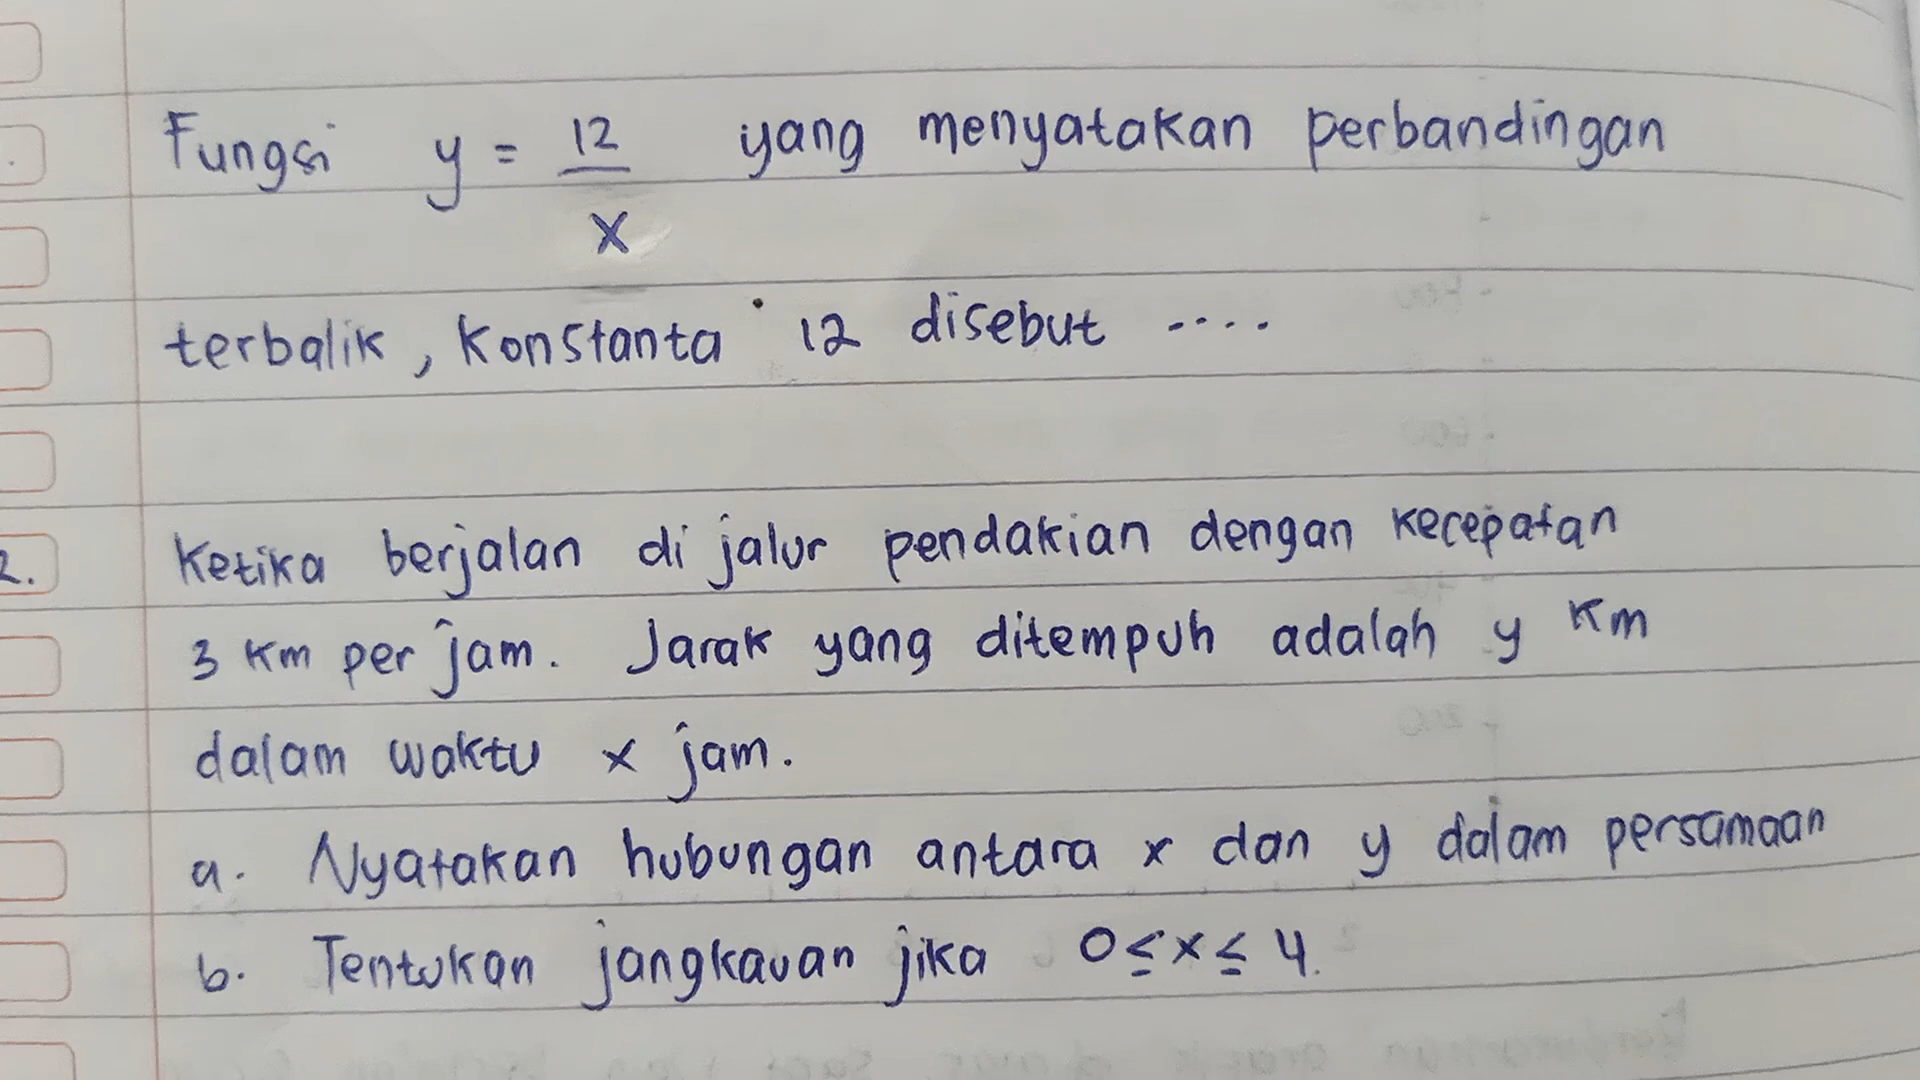 Fungsi y = 12/x yang menyatakan perbandingan
terbalik, konstanta 12 disebut ....
2. Ketika berjalan di jalur pendakian dengan kecepatan
3 km per jam. Jarak yang ditempuh adalah y km
dalam waktu x jam.
a. Nyatakan hubungan antara x dan y dalam persamaan
b. Tentukan jangkauan jika 0 ≤ x ≤ 4.